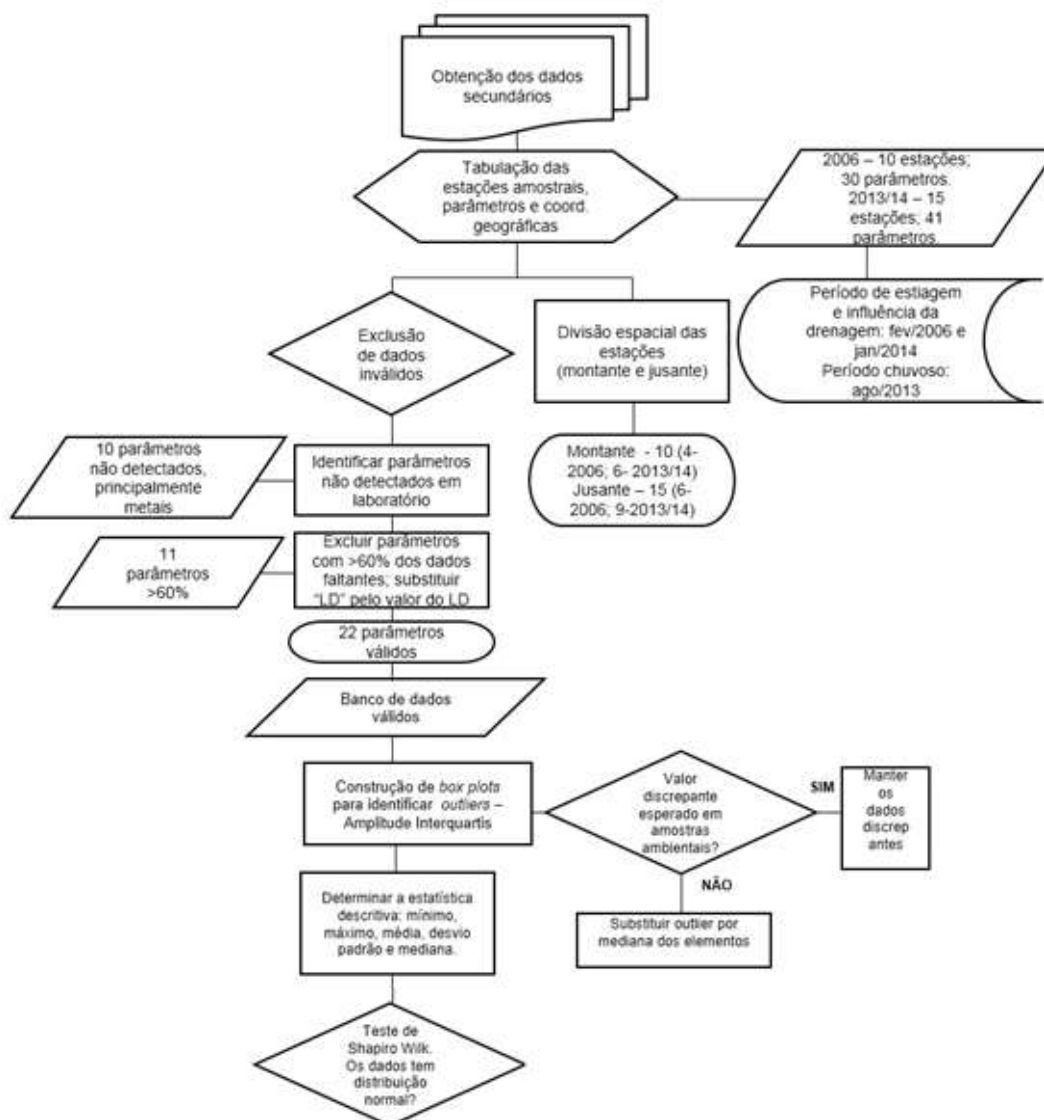 Obtenção dos dados
secundários
Tabulação das
estações amostrais,
parâmetros e coord.
geográficas
2006 – 10 estações;
30 parâmetros.
2013/14 – 15
estações; 41
parâmetros.
Período de estiagem
e influência da
drenagem: fev/2006 e
jan/2014
Período chuvoso:
ago/2013
Exclusão
de dados
inválidos
Divisão espacial das
estações
(montante e jusante)
Montante - 10 (4-
2006; 6- 2013/14)
Jusante – 15 (6-
2006; 9-2013/14)
10 parâmetros
não detectados,
principalmente
metais
Identificar parâmetros
não detectados em
laboratório
11
parâmetros
>60%
Excluir parâmetros
com >60% dos dados
faltantes; substituir
“LD” pelo valor do LD
22 parâmetros
válidos
Banco de dados
válidos
Construção de box plots
para identificar outliers –
Amplitude Interquartis
Valor
discrepante
esperado em
amostras
ambientais?
SIM
Manter
os
dados
discrep
antes
NÃO
Substituir outlier por
mediana dos elementos
Determinar a estatística
descritiva: mínimo,
máximo, média, desvio
padrão e mediana.
Teste de
Shapiro Wilk.
Os dados tem
distribuição
normal?